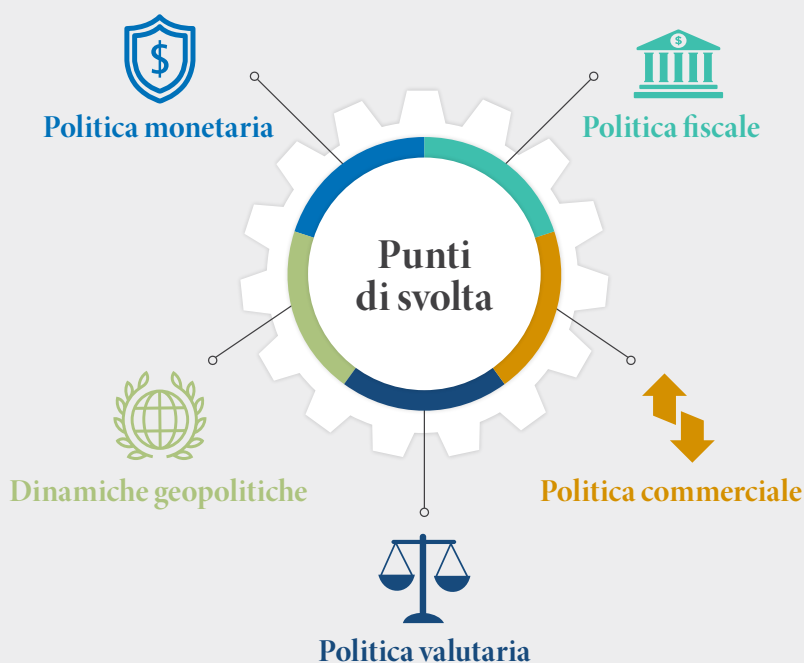 $
$
Politica monetaria
Politica fiscale
Punti
di svolta
Dinamiche geopolitiche
Politica commerciale
Politica valutaria